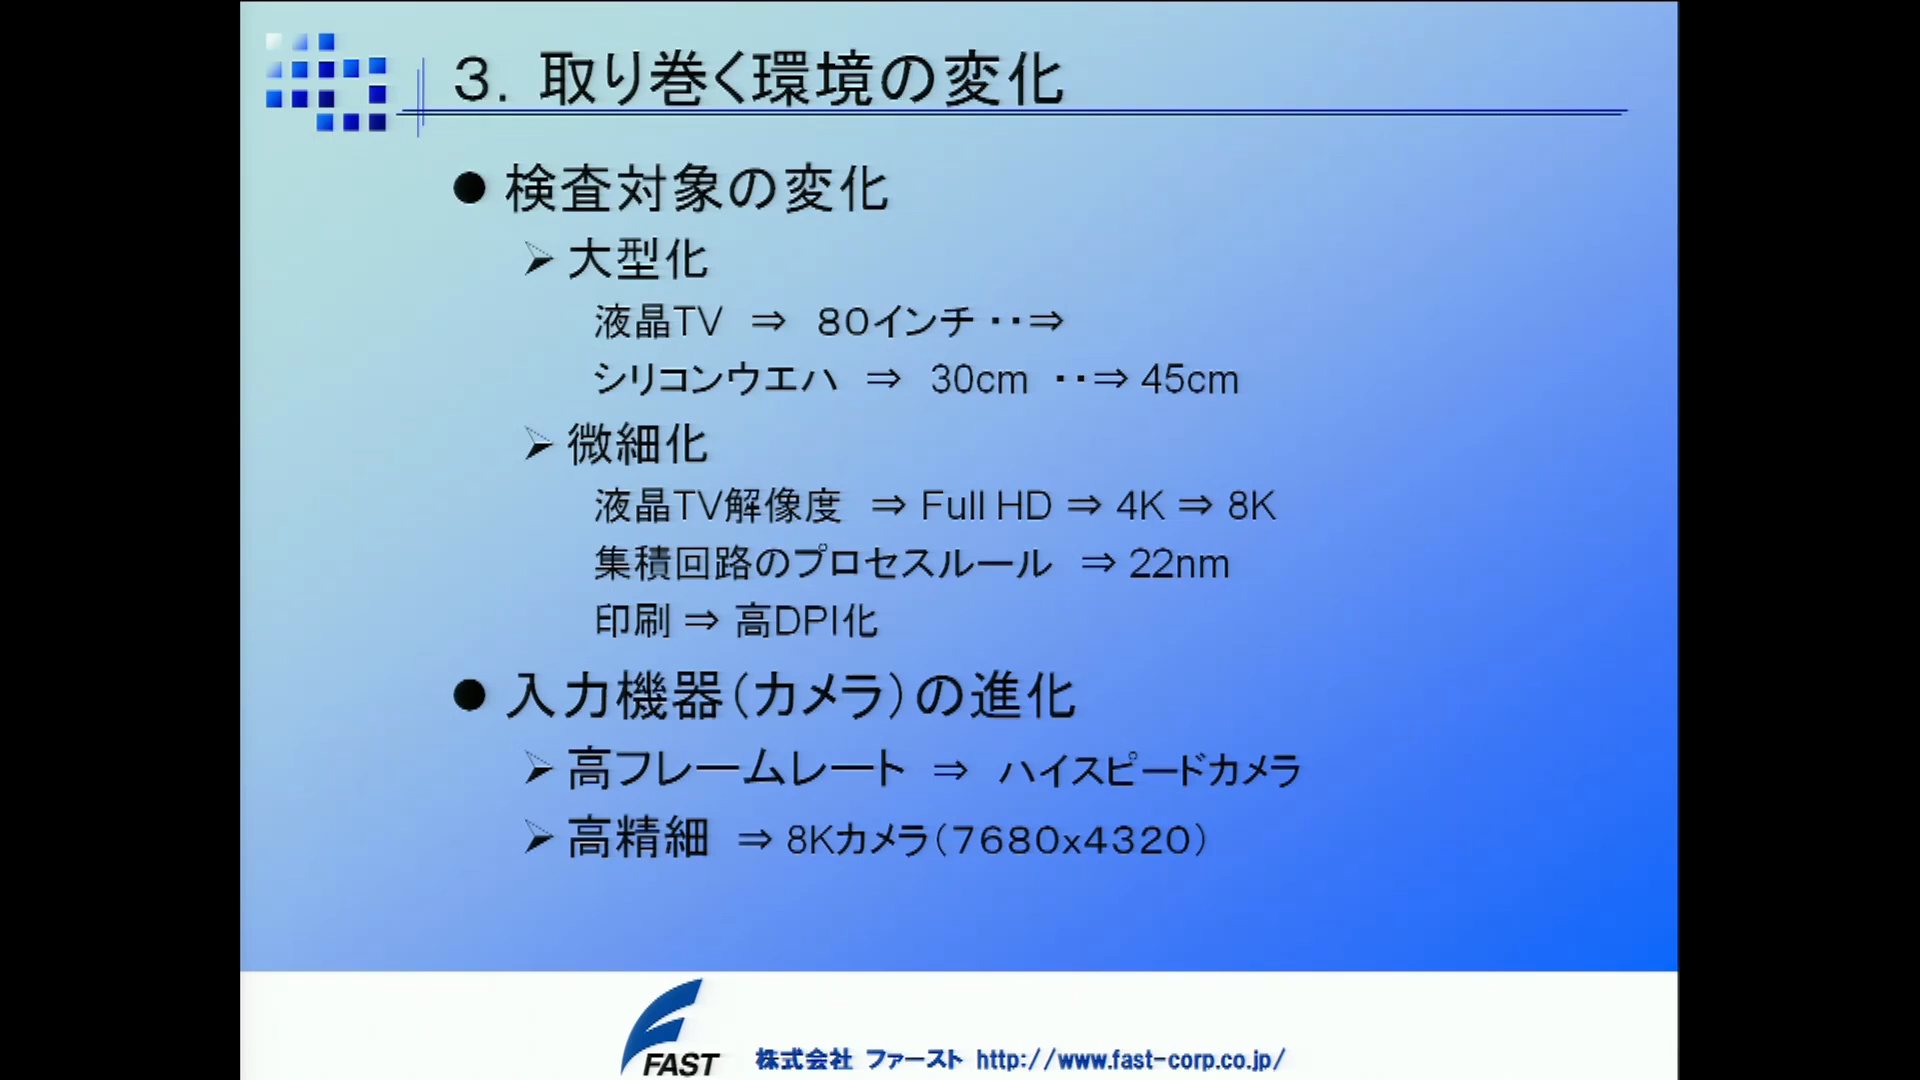 ３．取り巻く環境の変化
● 検査対象の変化
➢ 大型化
液晶TV ⇒ ８０インチ ・・⇒
シリコンウエハ ⇒ 30cm ・・⇒ 45cm
➢ 微細化
液晶TV解像度 ⇒ Full HD ⇒ 4K ⇒ 8K
集積回路のプロセスルール ⇒ 22nm
印刷 ⇒ 高DPI化
● 入力機器（カメラ）の進化
➢ 高フレームレート ⇒ ハイスピードカメラ
➢ 高精細 ⇒ 8Kカメラ（７６８０ｘ４３２０）
FAST 株式会社 ファースト http://www.fast-corp.co.jp/